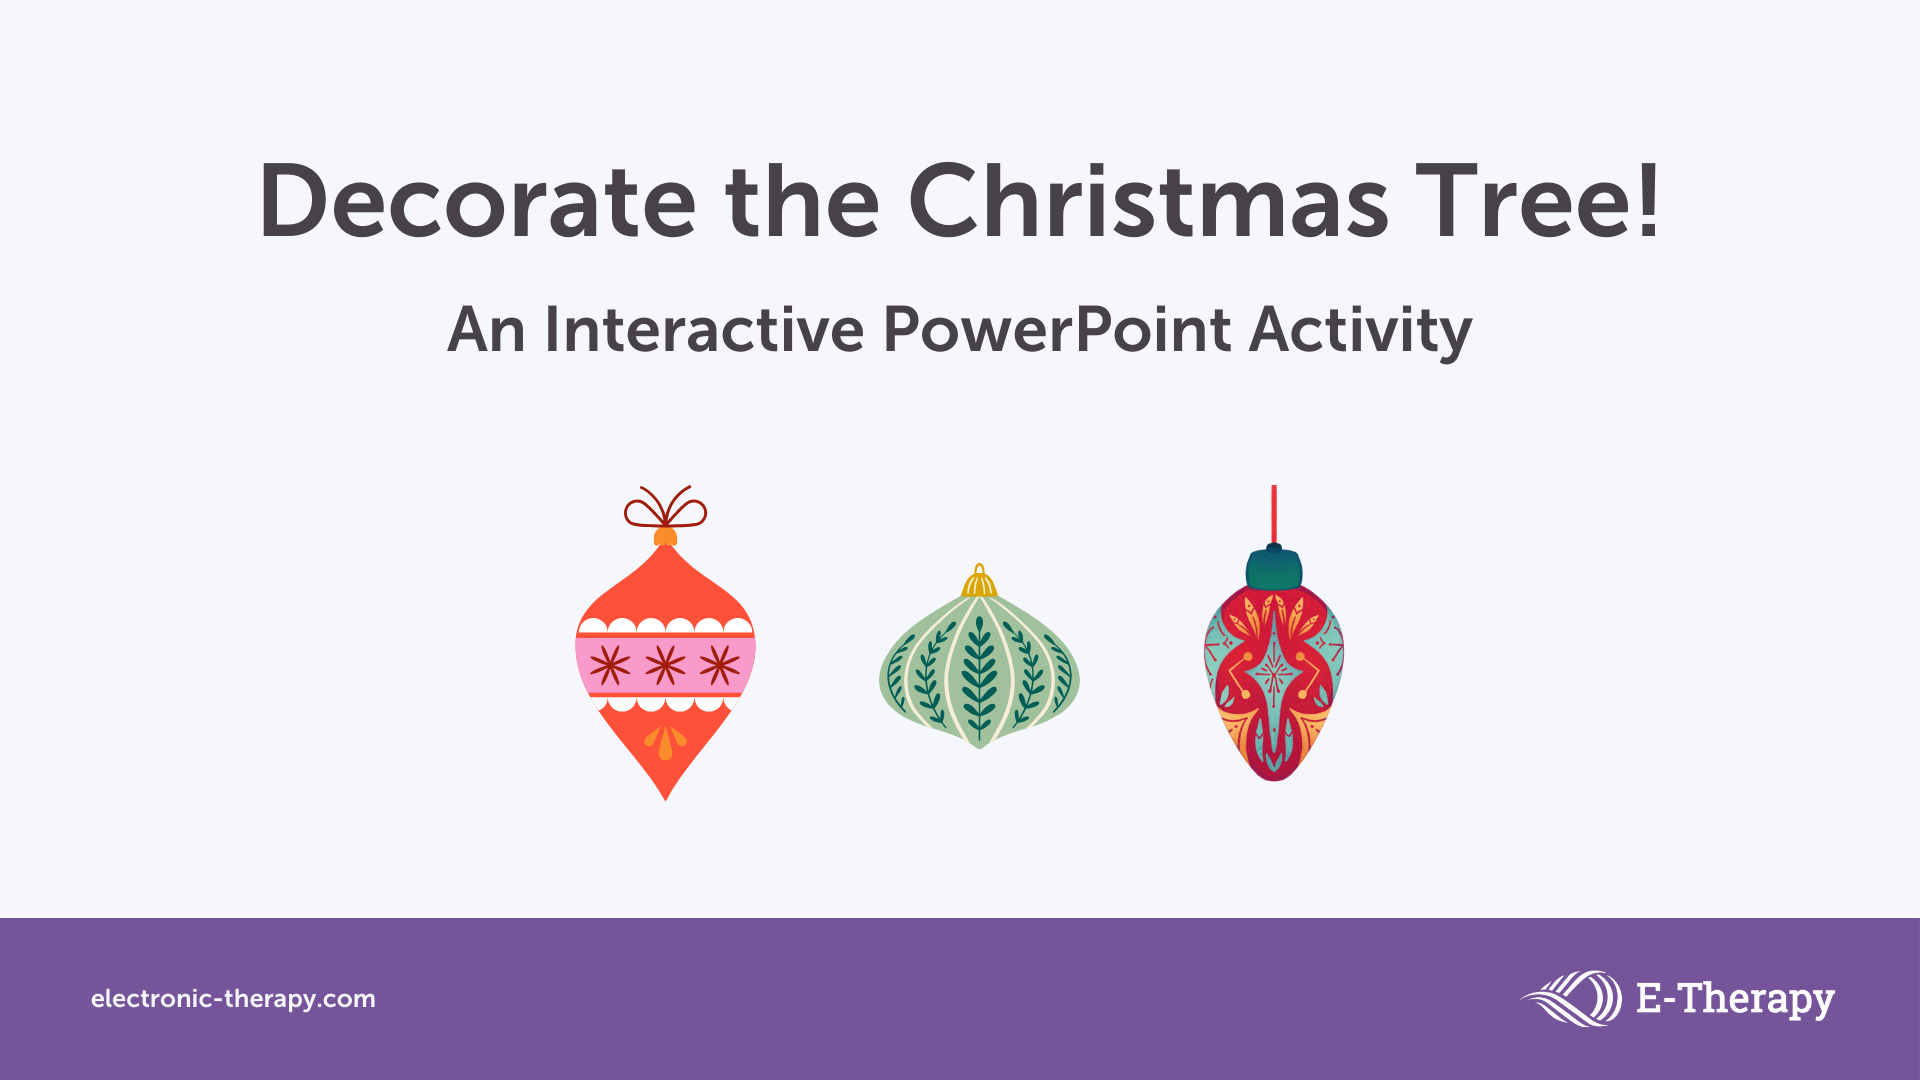 Decorate the Christmas Tree!
An Interactive PowerPoint Activity
electronic-therapy.com
E-Therapy